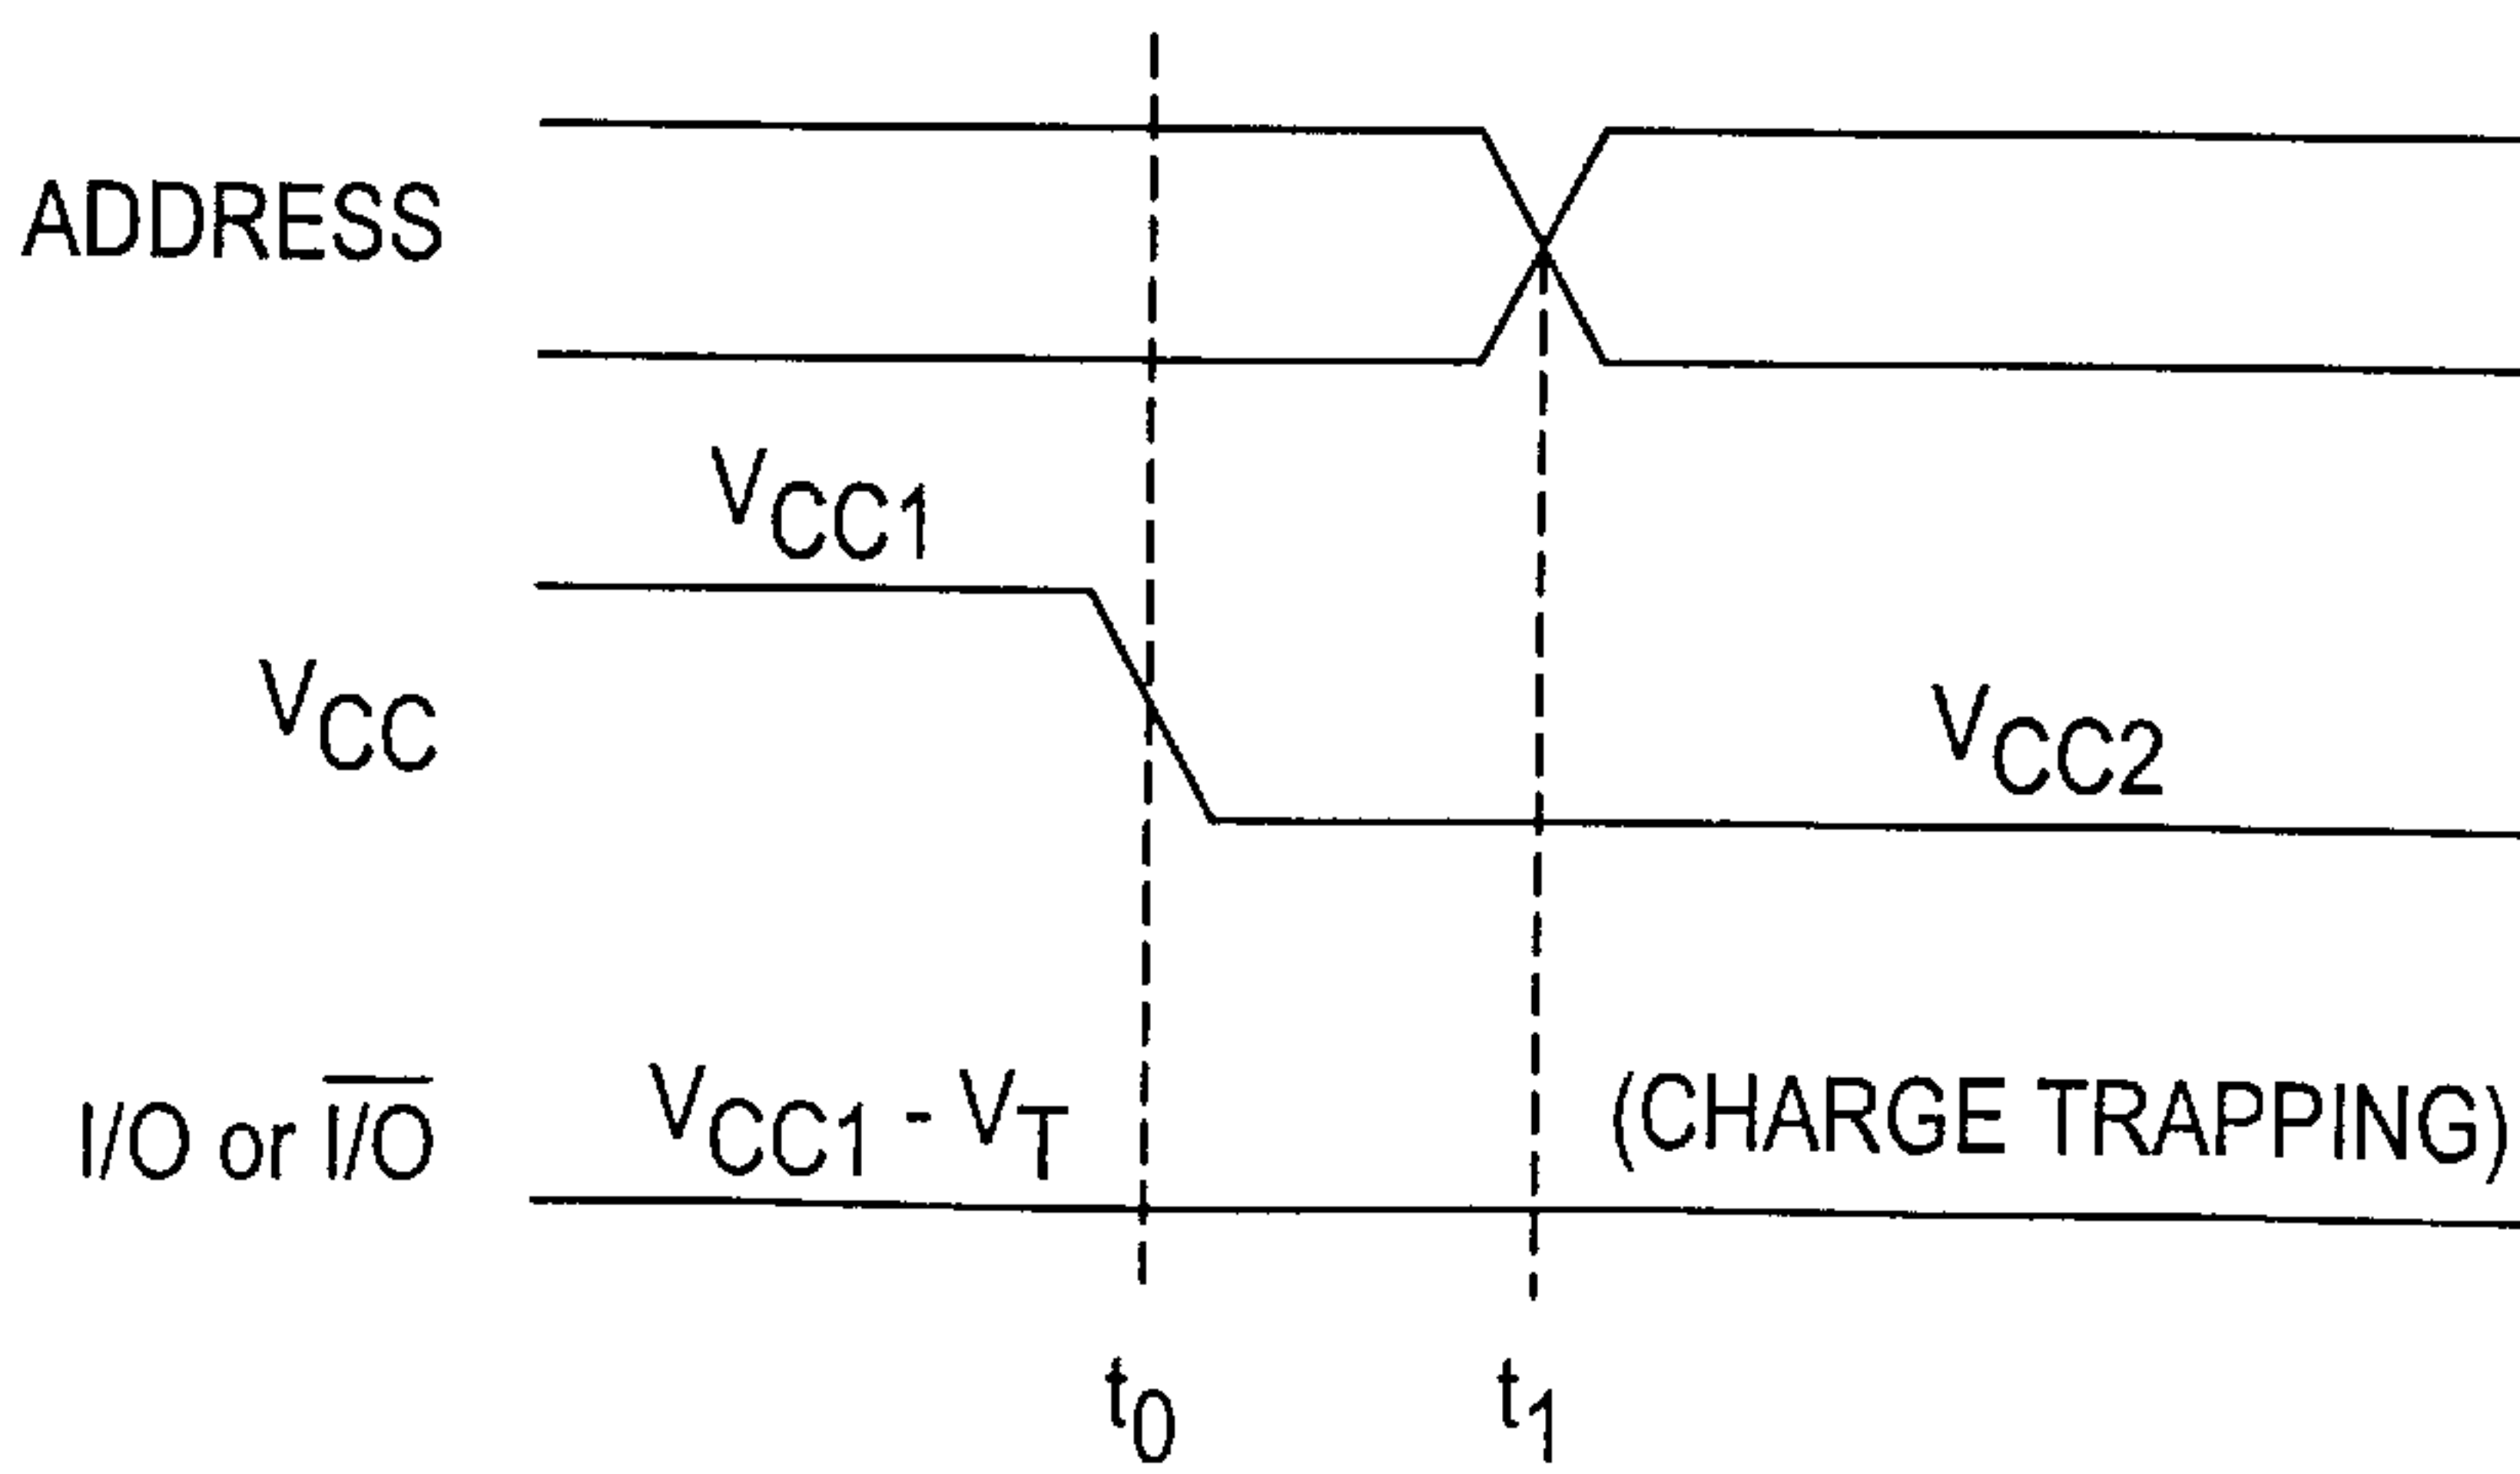 ADDRESS
VCC1
VCC
VCC2
I/O or I̅/̅O̅
VCC1 - VT
(CHARGE TRAPPING)
t0
t1